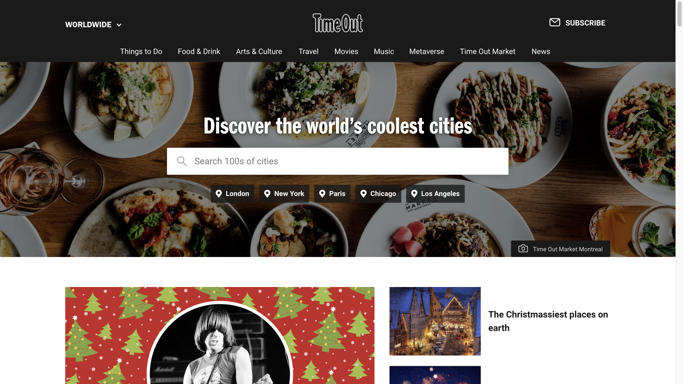 WORLDWIDE
TimeOut
SUBSCRIBE
Things to Do
Food & Drink
Arts & Culture
Travel
Movies
Music
Metaverse
Time Out Market
News
Discover the world's coolest cities
Search 100s of cities
London
New York
Paris
Chicago
Los Angeles
Time Out Market Montreal
The Christmassiest places on
earth